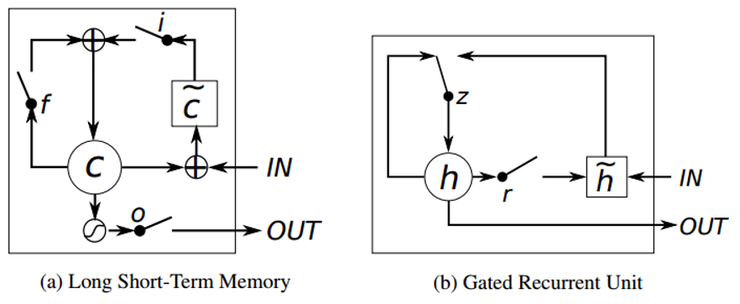 i
f
c̃
c
IN
o
OUT
z
h
r
h̃
IN
OUT
(a) Long Short-Term Memory
(b) Gated Recurrent Unit